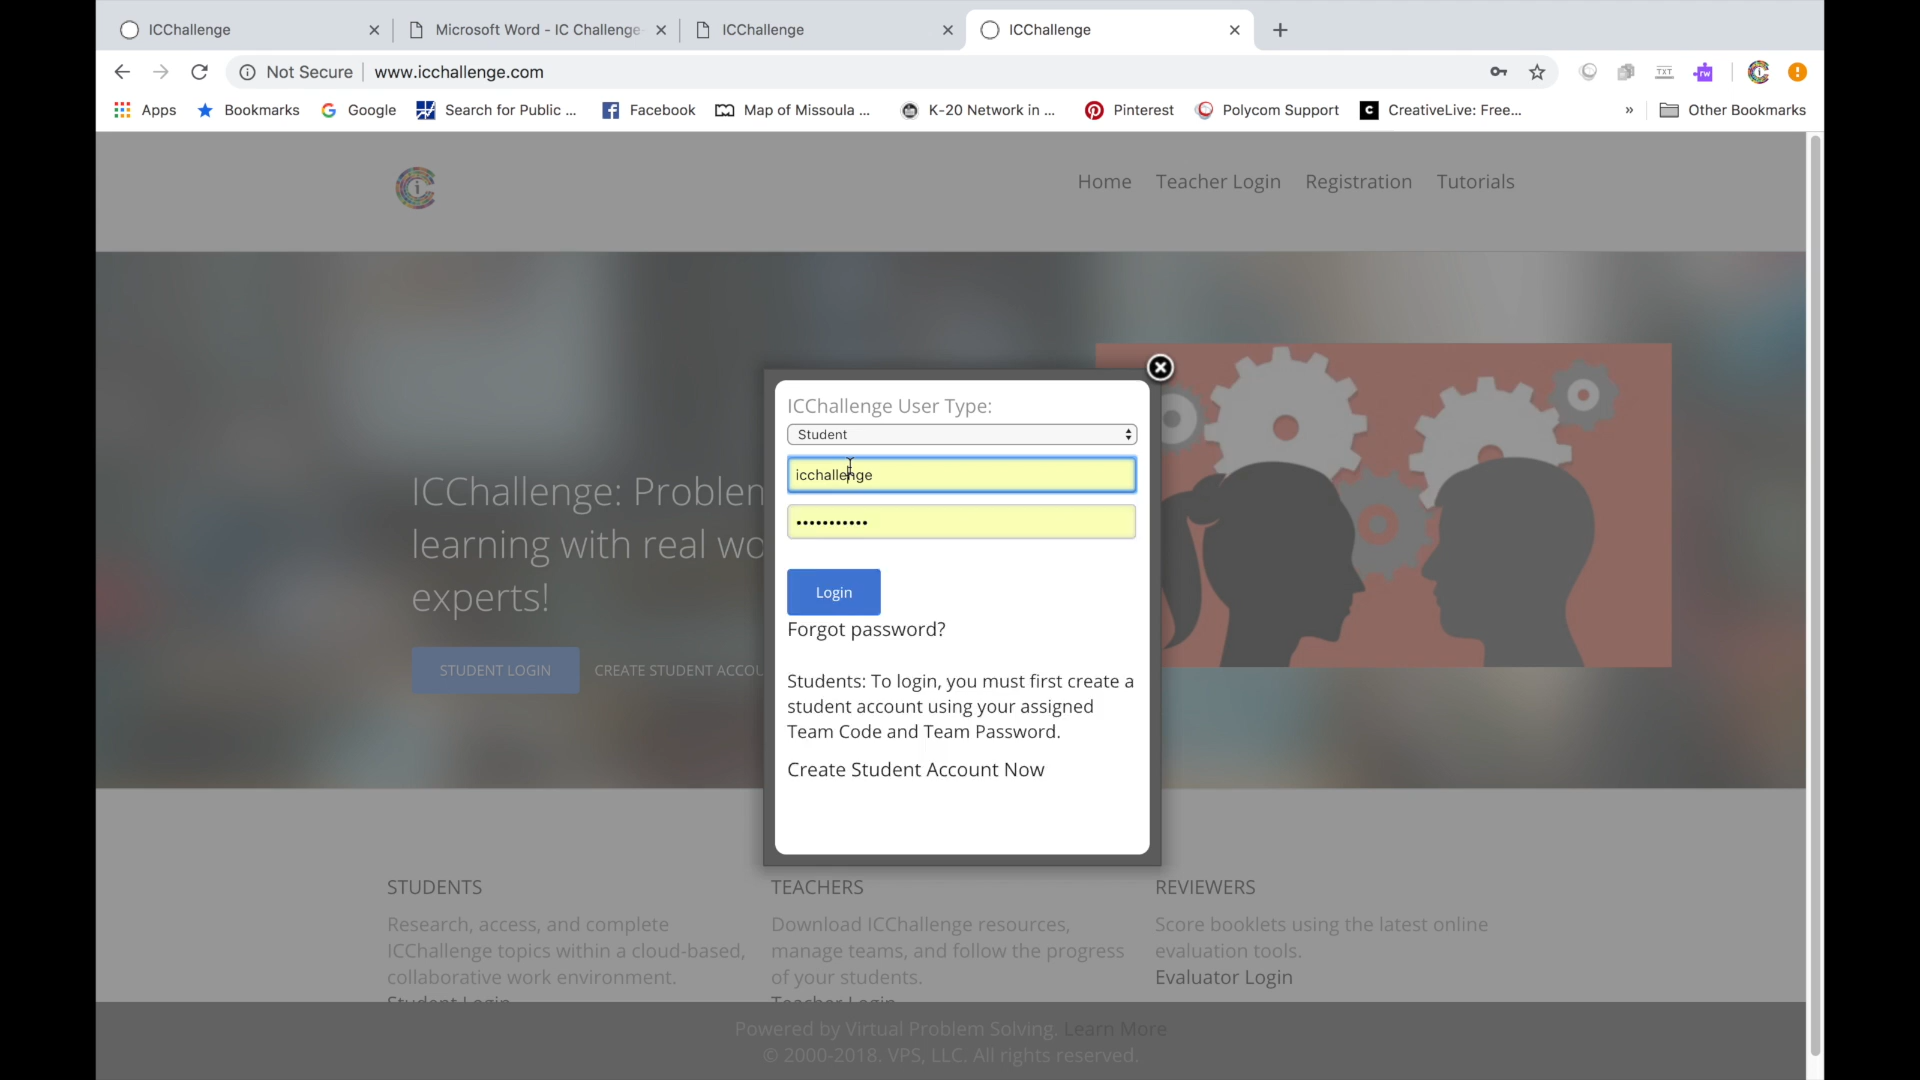 ICChallenge
Microsoft Word - IC Challenge
ICChallenge
ICChallenge
Not Secure www.icchallenge.com
TXT
rw
Apps Bookmarks Google Search for Public ... Facebook Map of Missoula ... K-20 Network in ... Pinterest Polycom Support CreativeLive: Free... » Other Bookmarks
Home Teacher Login Registration Tutorials
ICChallenge: Problem
learning with real wo
experts!
STUDENT LOGIN CREATE STUDENT ACCOU
ICChallenge User Type:
Student
icchallenge
•••••••••••
Login
Forgot password?
Students: To login, you must first create a
student account using your assigned
Team Code and Team Password.
Create Student Account Now
STUDENTS
Research, access, and complete
ICChallenge topics within a cloud-based,
collaborative work environment.
Student Login
TEACHERS
Download ICChallenge resources,
manage teams, and follow the progress
of your students.
Teacher Login
REVIEWERS
Score booklets using the latest online
evaluation tools.
Evaluator Login
Powered by Virtual Problem Solving. Learn More
© 2000-2018. VPS, LLC. All rights reserved.